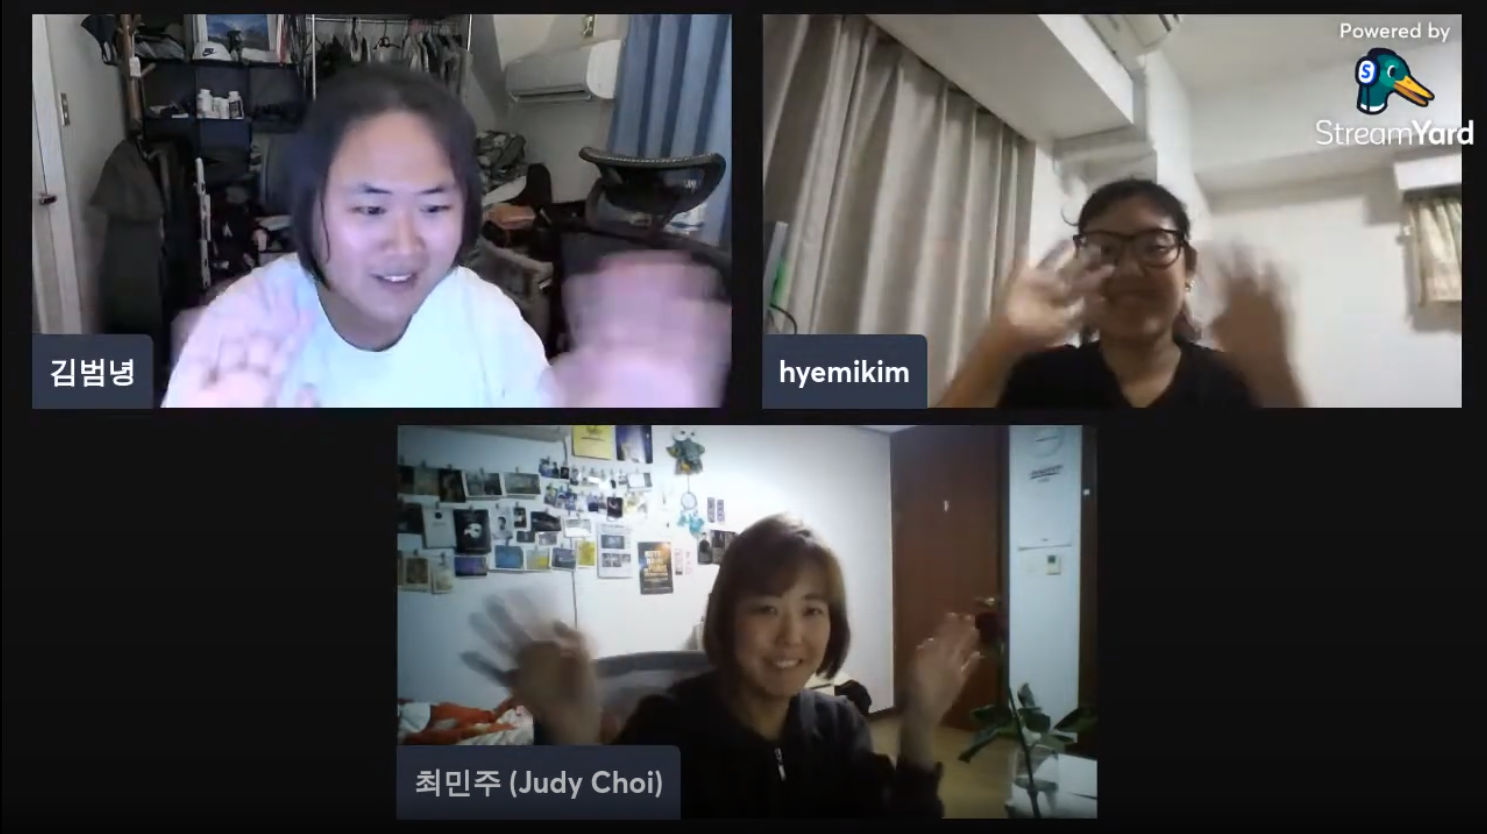 Powered by
StreamYard
김범녕
hyemikim
최민주 (Judy Choi)